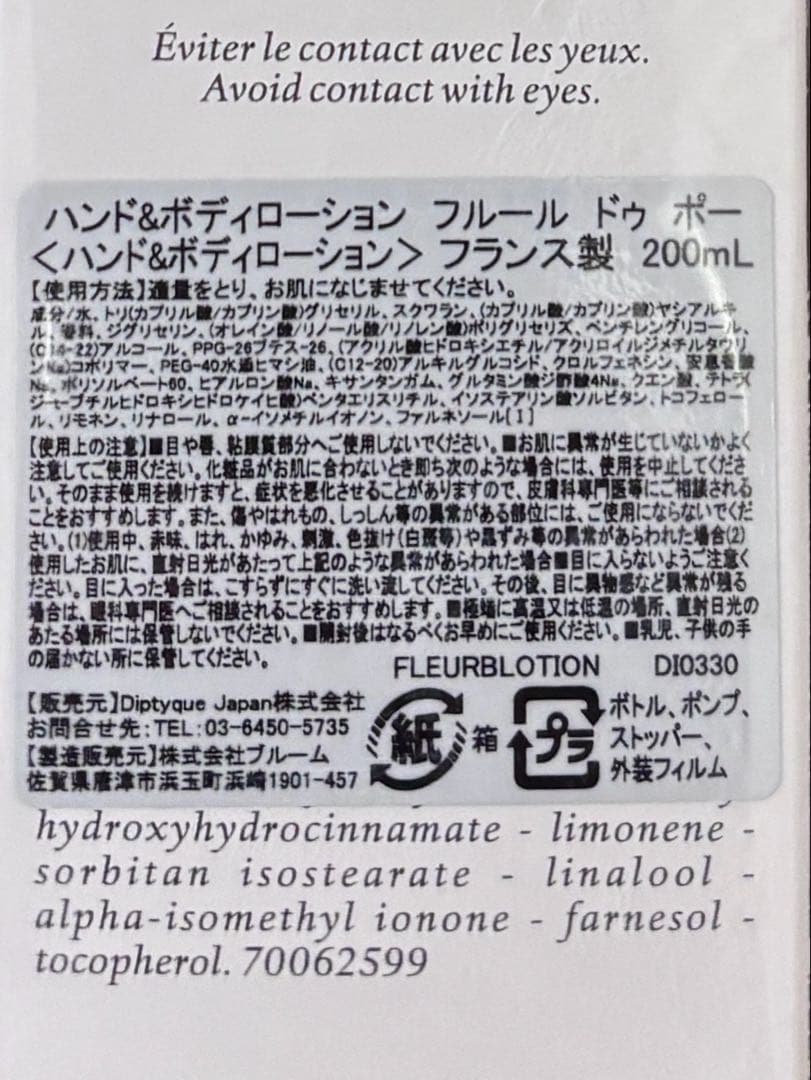 Éviter le contact avec les yeux.
Avoid contact with eyes.
ハンド&ボディローション フルール ドゥ ポー
<ハンド&ボディローション> フランス製 200mL
【使用方法】適量をとり、お肌になじませてください。
成分/水、トリ(カプリル酸/カプリン酸)グリセリル、スクワラン、(カプリル酸/カプリン酸)ヤシアルキ
ル、香料、ジグリセリン、(オレイン酸/リノール酸/リノレン酸)ポリグリセリズ、ペンチレングリコール、
(C14-22)アルコール、PPG-26ブテス-26、(アクリル酸ヒドロキシエチル/アクリロイルジメチルタウリ
ンNa)コポリマー、PEG-40水添ヒマシ油、(C12-20)アルキルグルコシド、クロルフェネシン、安息香酸
Na、ポリソルベート60、ヒアルロン酸Na、キサンタンガム、グルタミン酸ジ酢酸4Na、クエン酸、テトラ(
ジ-t-ブチルヒドロキシヒドロケイヒ酸)ペンタエリスリチル、イソステアリン酸ソルビタン、トコフェロー
ル、リモネン、リナロール、α-イソメチルイオノン、ファルネソール[I]
【使用上の注意】■目や唇、粘膜質部分へご使用しないでください。■お肌に異常が生じていないかよく
注意してご使用ください。化粧品がお肌に合わないとき即ち次のような場合には、使用を中止してくださ
い。そのまま使用を続けますと、症状を悪化させることがありますので、皮膚科専門医等にご相談される
ことをおすすめします。また、傷やはれもの、しっしん等の異常がある部位には、ご使用にならないでくだ
さい。(1)使用中、赤味、はれ、かゆみ、刺激、色抜け(白斑等)や黒ずみ等の異常があらわれた場合(2)
使用したお肌に、直射日光があたって上記のような異常があらわれた場合■目に入らないようご注意く
ださい。目に入った場合は、こすらずにすぐに洗い流してください。その後、目に異物感など異常が残る
場合は、眼科専門医へご相談されることをおすすめします。■極端に高温又は低温の場所、直射日光の
あたる場所には保管しないでください。■開封後はなるべくお早めにご使用ください。■乳児、子供の手
の届かない所に保管してください。
FLEURBLOTION DI0330
【販売元】Diptyque Japan株式会社
お問合せ先:TEL:03-6450-5735
【製造販売元】株式会社ブルーム
佐賀県唐津市浜玉町浜崎1901-457
紙 箱
プラ
ボトル、ポンプ、
ストッパー、
外装フィルム
hydroxyhydrocinnamate - limonene -
sorbitan isostearate - linalool -
alpha-isomethyl ionone - farnesol -
tocopherol. 70062599